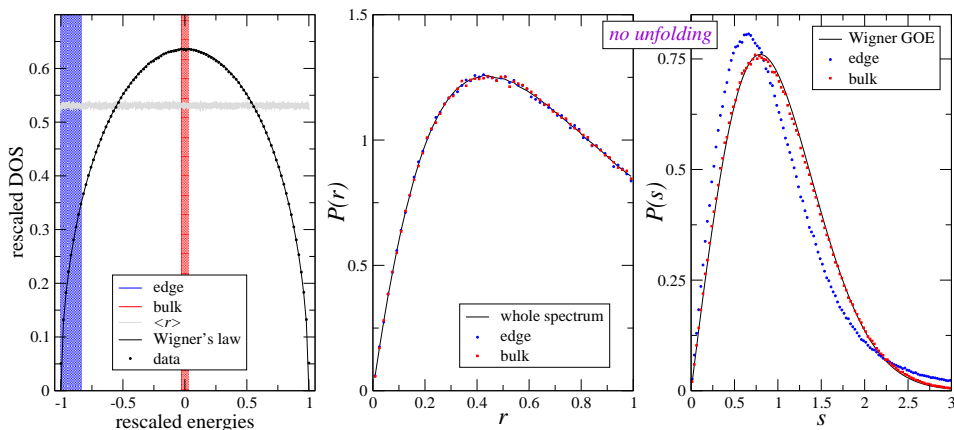 rescaled DOS
0.6
0.5
0.4
0.3
0.2
0.1
0
-1
-0.5
0
0.5
1
rescaled energies
edge
bulk
<r>
Wigner's law
data
P(r)
1.5
1
0.5
0
0
0.2
0.4
0.6
0.8
1
r
whole spectrum
edge
bulk
no unfolding
P(s)
0.75
0.5
0.25
0
0
0.5
1
1.5
2
2.5
3
s
Wigner GOE
edge
bulk